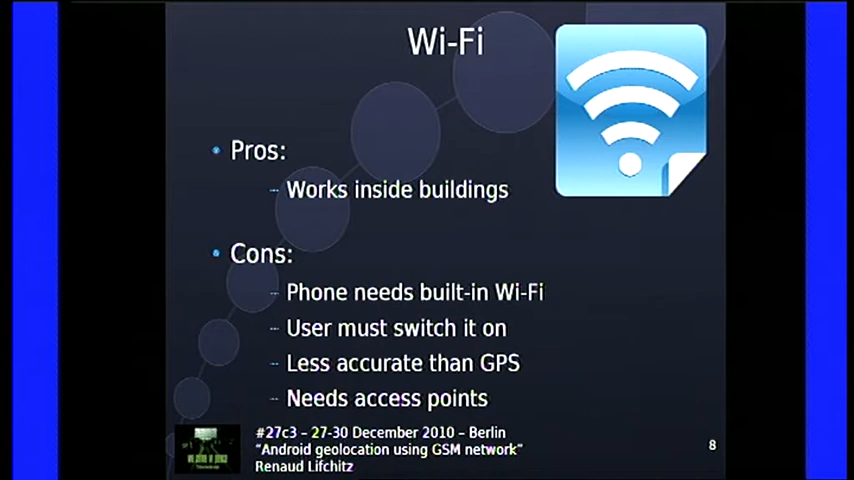 Wi-Fi
Pros:
Works inside buildings
Cons:
Phone needs built-in Wi-Fi
User must switch it on
Less accurate than GPS
Needs access points
#27c3 – 27-30 December 2010 – Berlin
“Android geolocation using GSM network”
Renaud Lifchitz
8